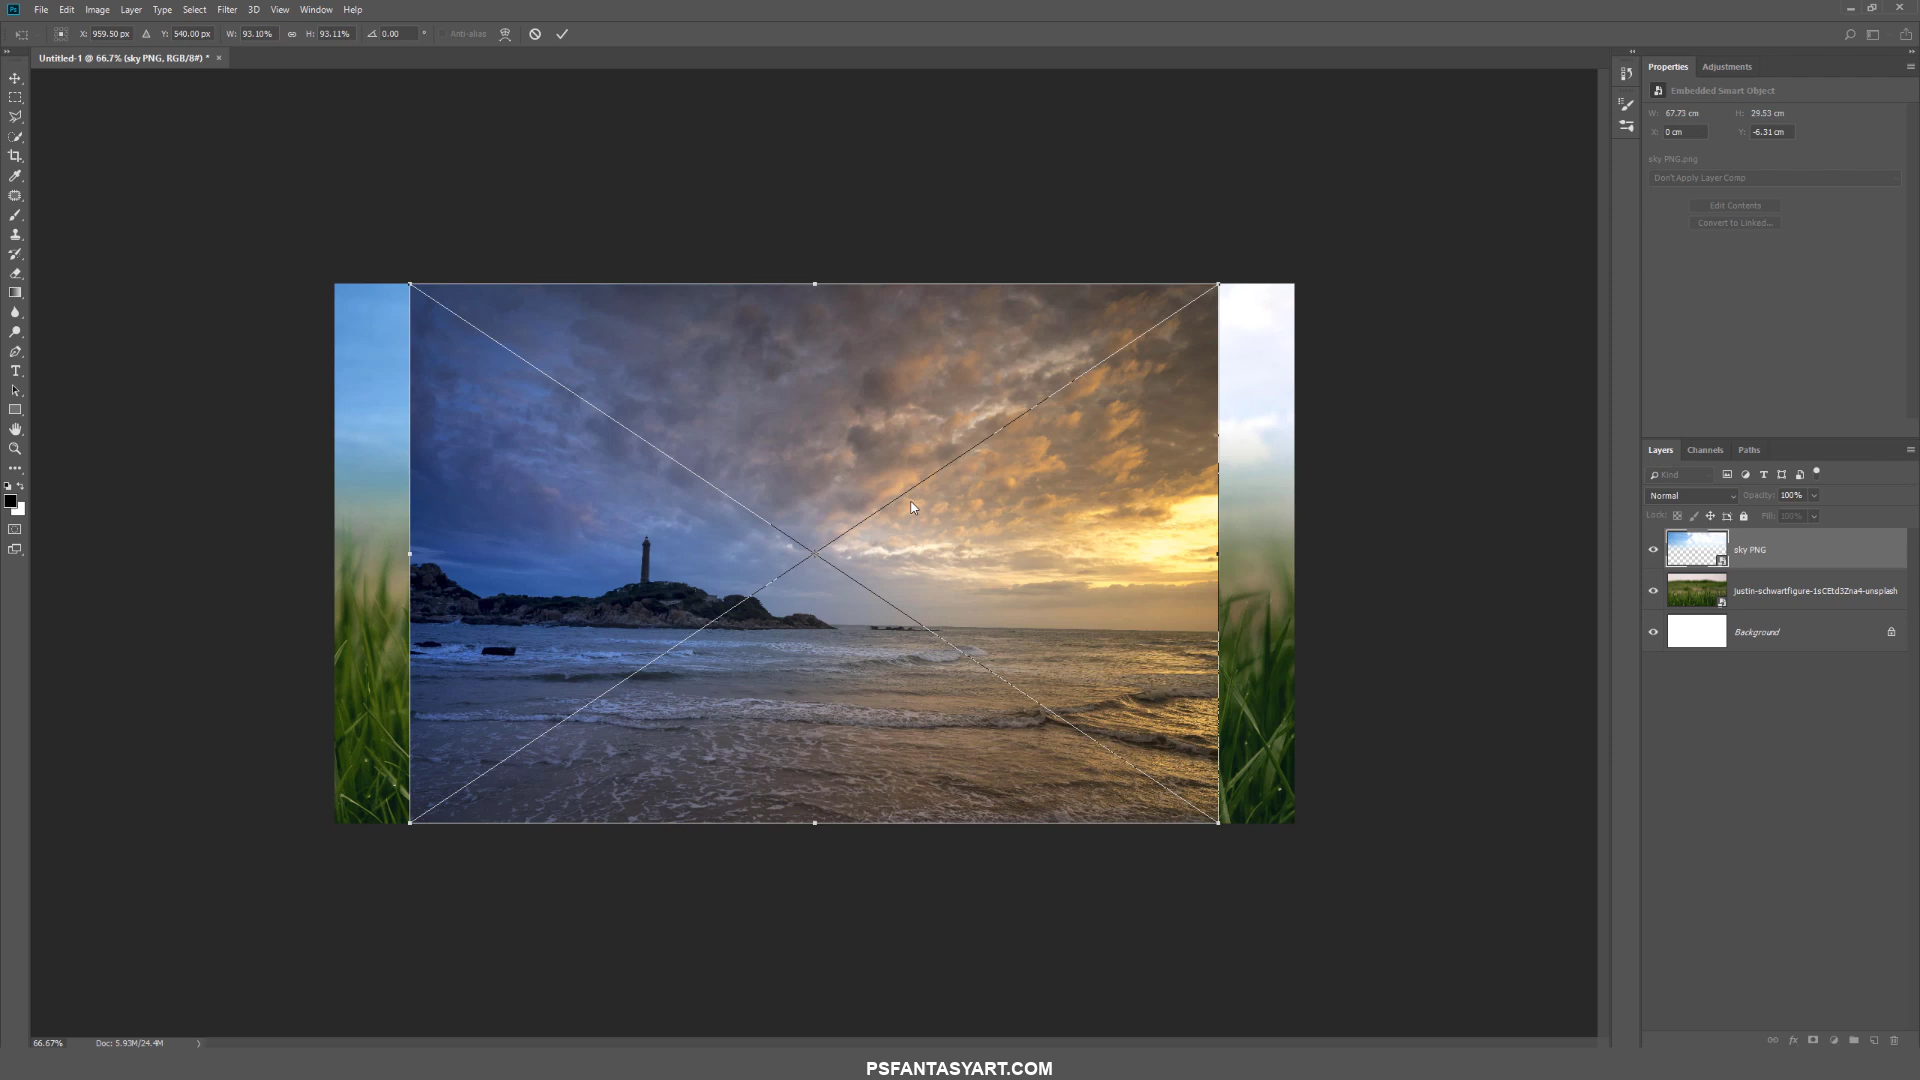 Ps File Edit Image Layer Type Select Filter 3D View Window Help
X: 959.50 px Y: 540.00 px W: 93.10% H: 93.11% 0.00 ° Anti-alias
Untitled-1 @ 66.7% (sky PNG, RGB/8#) * ×
Properties Adjustments
Embedded Smart Object
W: 67.73 cm H: 29.53 cm
X: 0 cm Y: -6.31 cm
sky PNG.png
Don't Apply Layer Comp
Edit Contents
Convert to Linked...
Layers Channels Paths
Kind
Normal Opacity: 100%
Lock: Fill: 100%
sky PNG
justin-schwartfigure-1sCEtd3Zna4-unsplash
Background
fx
66.67% Doc: 5.93M/24.4M
PSFANTASYART.COM